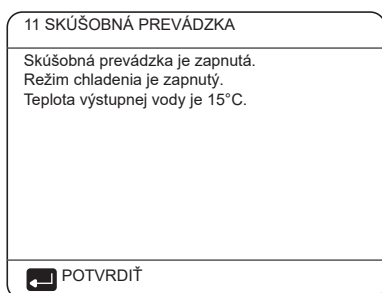 11 SKÚŠOBNÁ PREVÁDZKA
Skúšobná prevádzka je zapnutá.
Režim chladenia je zapnutý.
Teplota výstupnej vody je 15°C.
POTVRDIŤ